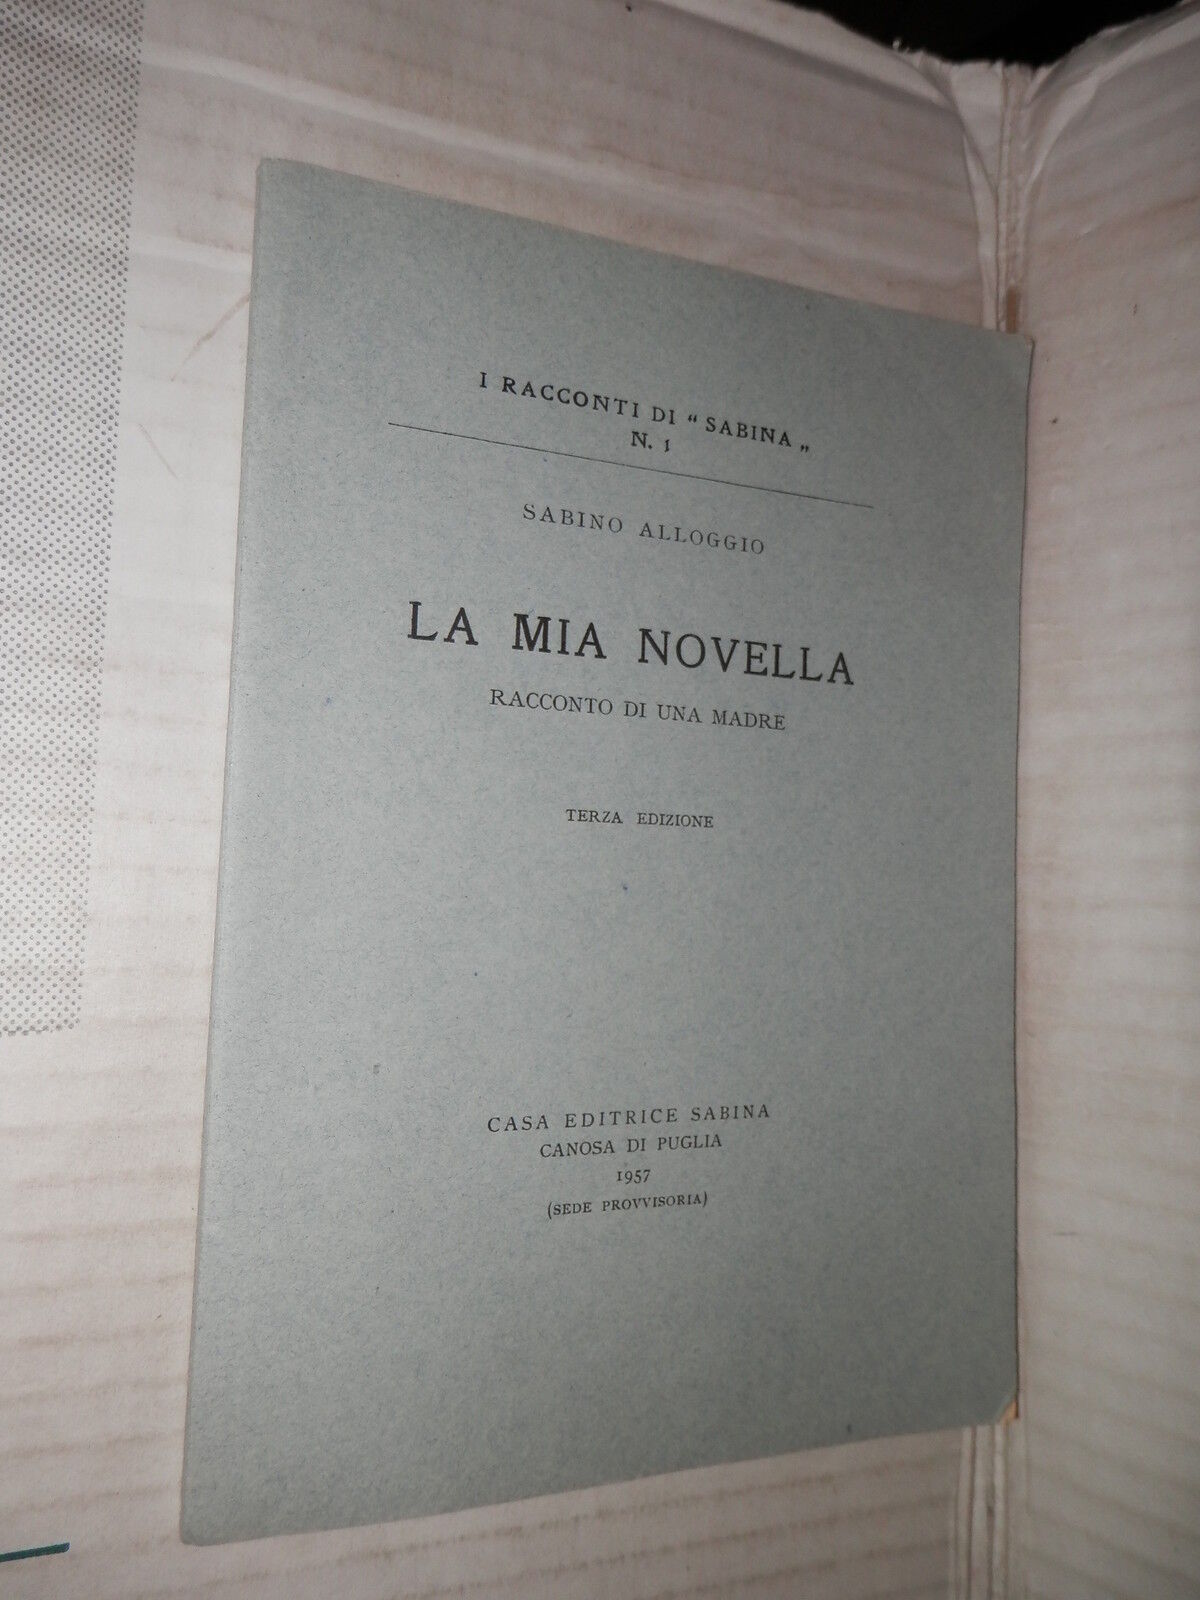 I RACCONTI DI “ SABINA „
N. 1
SABINO ALLOGGIO
LA MIA NOVELLA
RACCONTO DI UNA MADRE
TERZA EDIZIONE
CASA EDITRICE SABINA
CANOSA DI PUGLIA
1957
(SEDE PROVVISORIA)